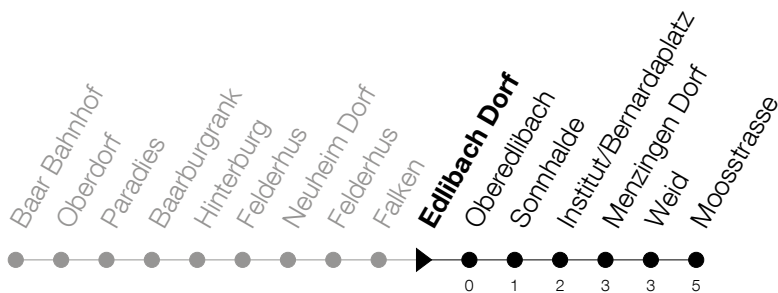 Baar Bahnhof
Oberdorf
Paradies
Baarburgrank
Hinterburg
Felderhus
Neuheim Dorf
Felderhus
Falken
Edlibach Dorf
Oberedlibach
Sonnhalde
Institut/Bernardaplatz
Menzingen Dorf
Weid
Moosstrasse
0 1 2 3 3 5